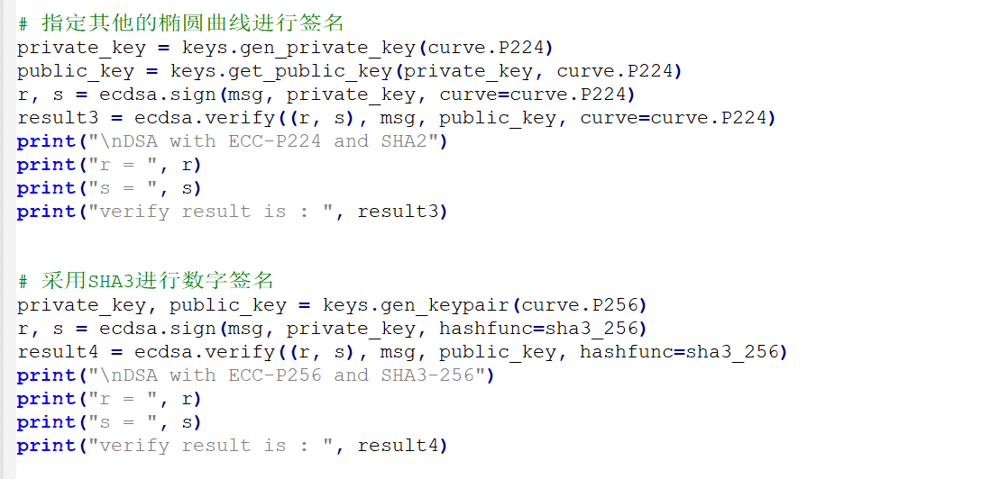 # 指定其他的椭圆曲线进行签名
private_key = keys.gen_private_key(curve.P224)
public_key = keys.get_public_key(private_key, curve.P224)
r, s = ecdsa.sign(msg, private_key, curve=curve.P224)
result3 = ecdsa.verify((r, s), msg, public_key, curve=curve.P224)
print("\nDSA with ECC-P224 and SHA2")
print("r = ", r)
print("s = ", s)
print("verify result is : ", result3)
# 采用SHA3进行数字签名
private_key, public_key = keys.gen_keypair(curve.P256)
r, s = ecdsa.sign(msg, private_key, hashfunc=sha3_256)
result4 = ecdsa.verify((r, s), msg, public_key, hashfunc=sha3_256)
print("\nDSA with ECC-P256 and SHA3-256")
print("r = ", r)
print("s = ", s)
print("verify result is : ", result4)